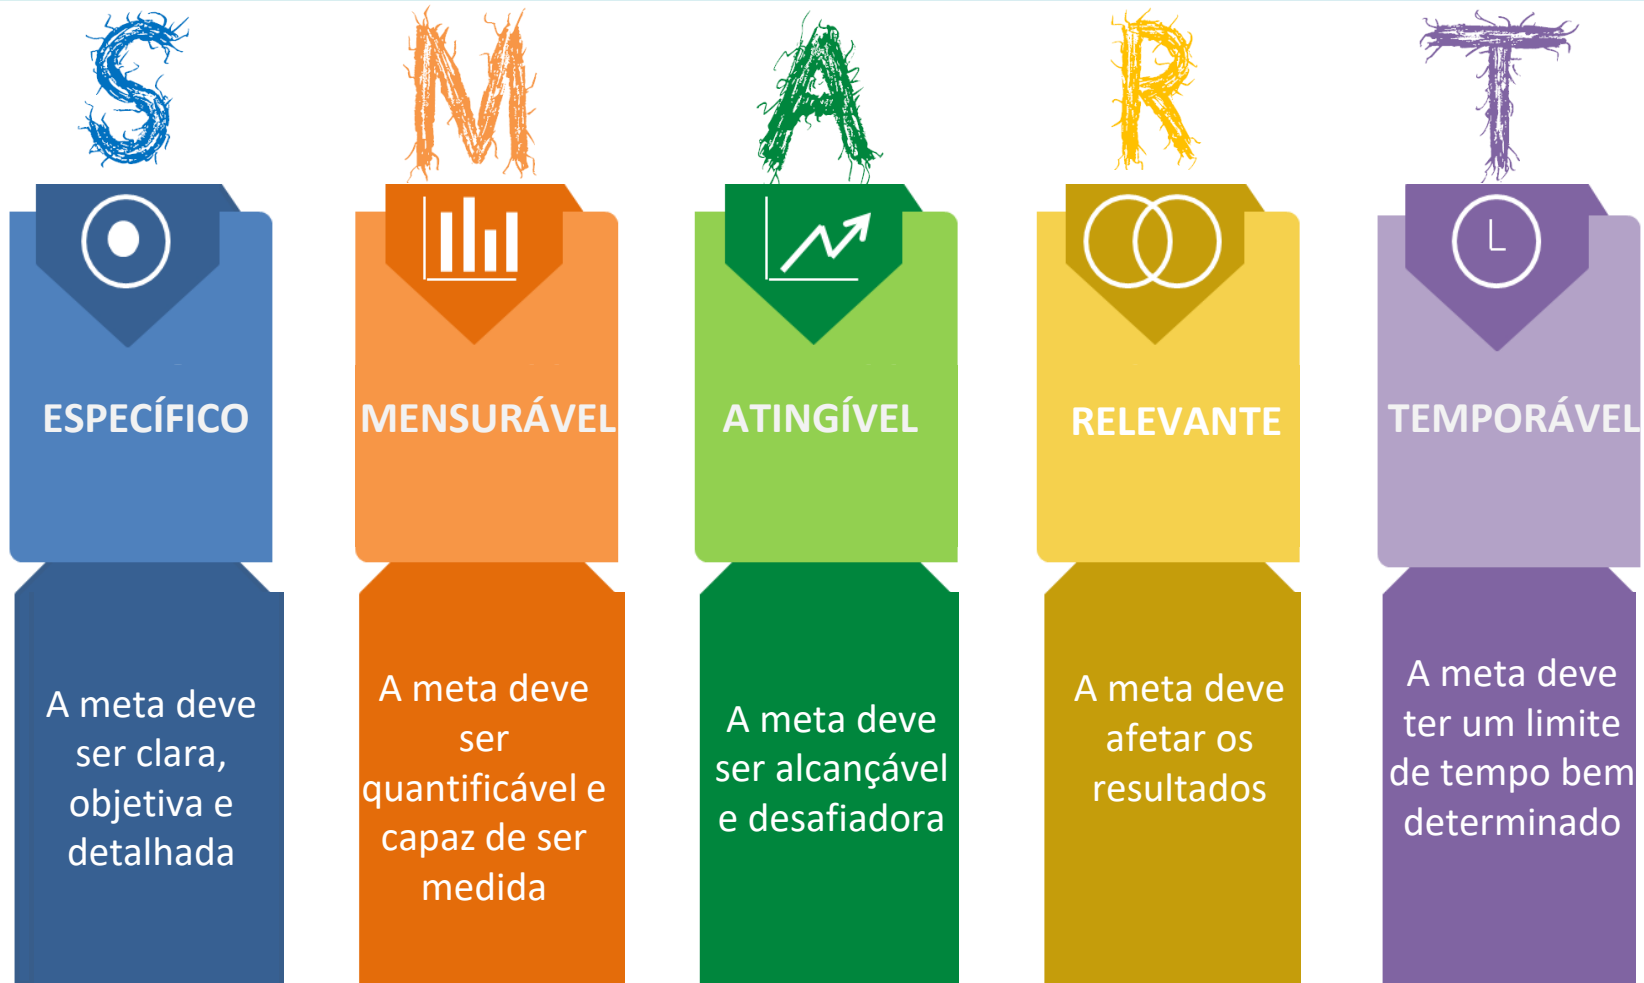 S
M
A
R
T
ESPECÍFICO
MENSURÁVEL
ATINGÍVEL
RELEVANTE
TEMPORÁVEL
A meta deve
ser clara,
objetiva e
detalhada
A meta deve
ser
quantificável e
capaz de ser
medida
A meta deve
ser alcançável
e desafiadora
A meta deve
afetar os
resultados
A meta deve
ter um limite
de tempo bem
determinado